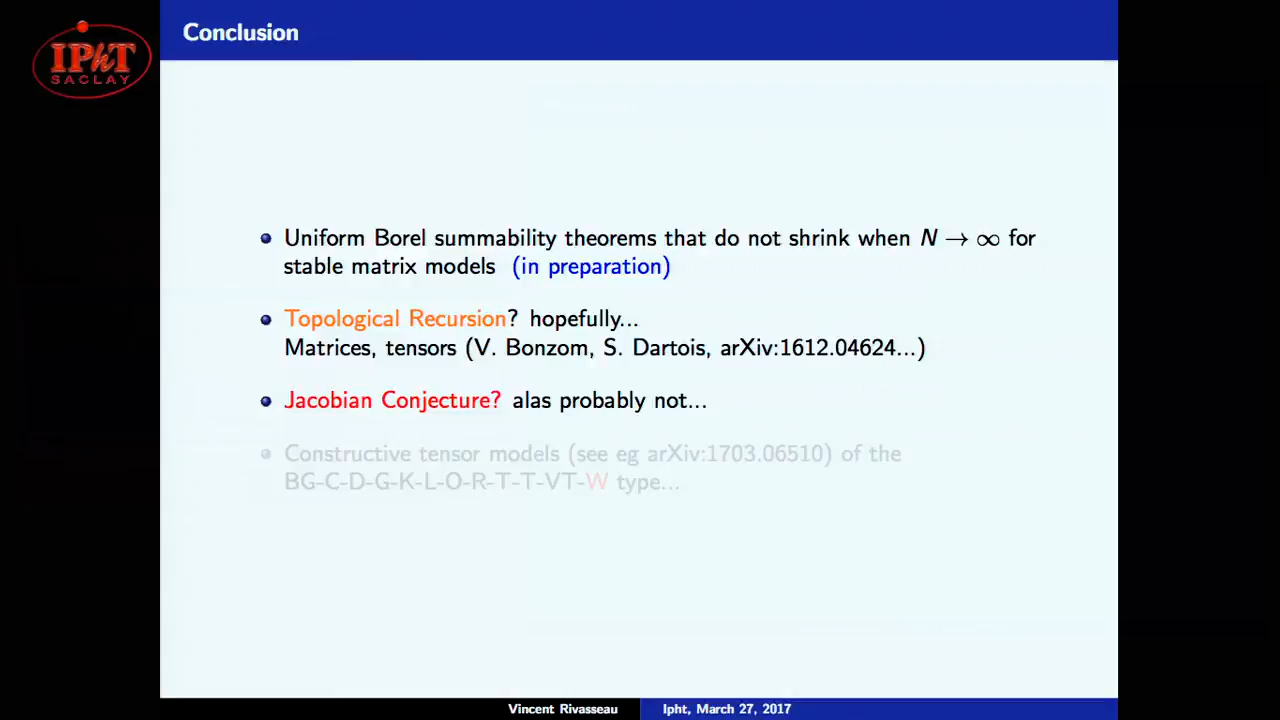 Conclusion
IPhT
SACLAY
Uniform Borel summability theorems that do not shrink when N → ∞ for
stable matrix models (in preparation)
Topological Recursion? hopefully...
Matrices, tensors (V. Bonzom, S. Dartois, arXiv:1612.04624...)
Jacobian Conjecture? alas probably not...
Constructive tensor models (see eg arXiv:1703.06510) of the
BG-C-D-G-K-L-O-R-T-T-VT-W type...
Vincent Rivasseau
Ipht, March 27, 2017